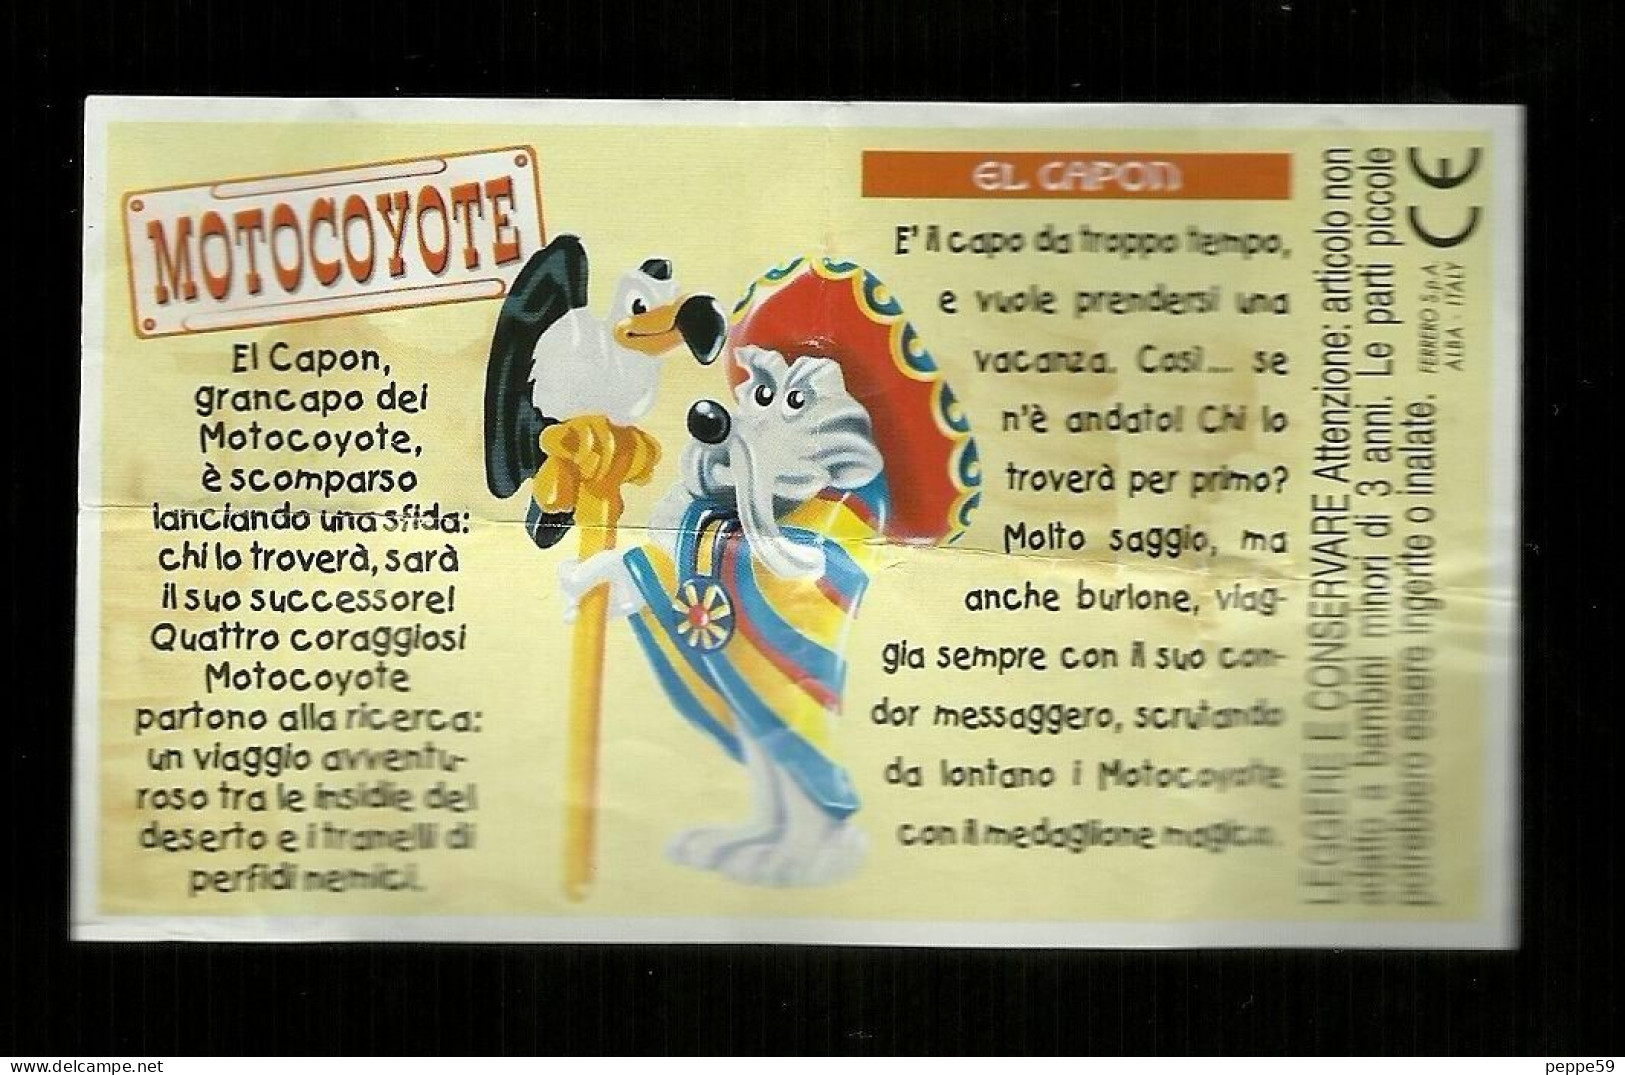 MOTOCOYOTE
El Capon,
grancapo dei
Motocoyote,
è scomparso
lanciando una sfida:
chi lo troverà, sarà
il suo successore!
Quattro coraggiosi
Motocoyote
partono alla ricerca:
un viaggio avventu-
roso tra le insidie del
deserto e i tranelli di
perfidi nemici.
EL CAPON
E' il capo da troppo tempo,
e vuole prendersi una
vacanza. Così... se
n'è andato! Chi lo
troverà per primo?
Molto saggio, ma
anche burlone, viag-
gia sempre con il suo con-
dor messaggero, scrutando
da lontano i Motocoyote
con il medaglione magico.
LEGGERE E CONSERVARE Attenzione: articolo non
adatto a bambini minori di 3 anni. Le parti piccole
potrebbero essere ingerite o inalate.
FERRERO S.p.A.
ALBA - ITALY
CE
www.delcampe.net
peppe59